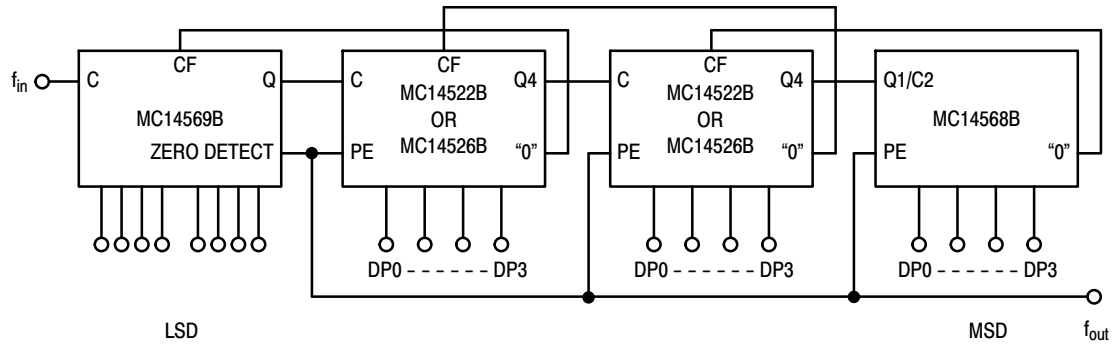 CF
CF
CF
f_in
C
Q
C
MC14522B
Q4
C
MC14522B
Q4
Q1/C2
MC14569B
OR
OR
MC14568B
ZERO DETECT
PE
MC14526B
“0”
PE
MC14526B
“0”
PE
“0”
DP0 - - - - - - DP3
DP0 - - - - - - DP3
DP0 - - - - - - DP3
LSD
MSD
f_out